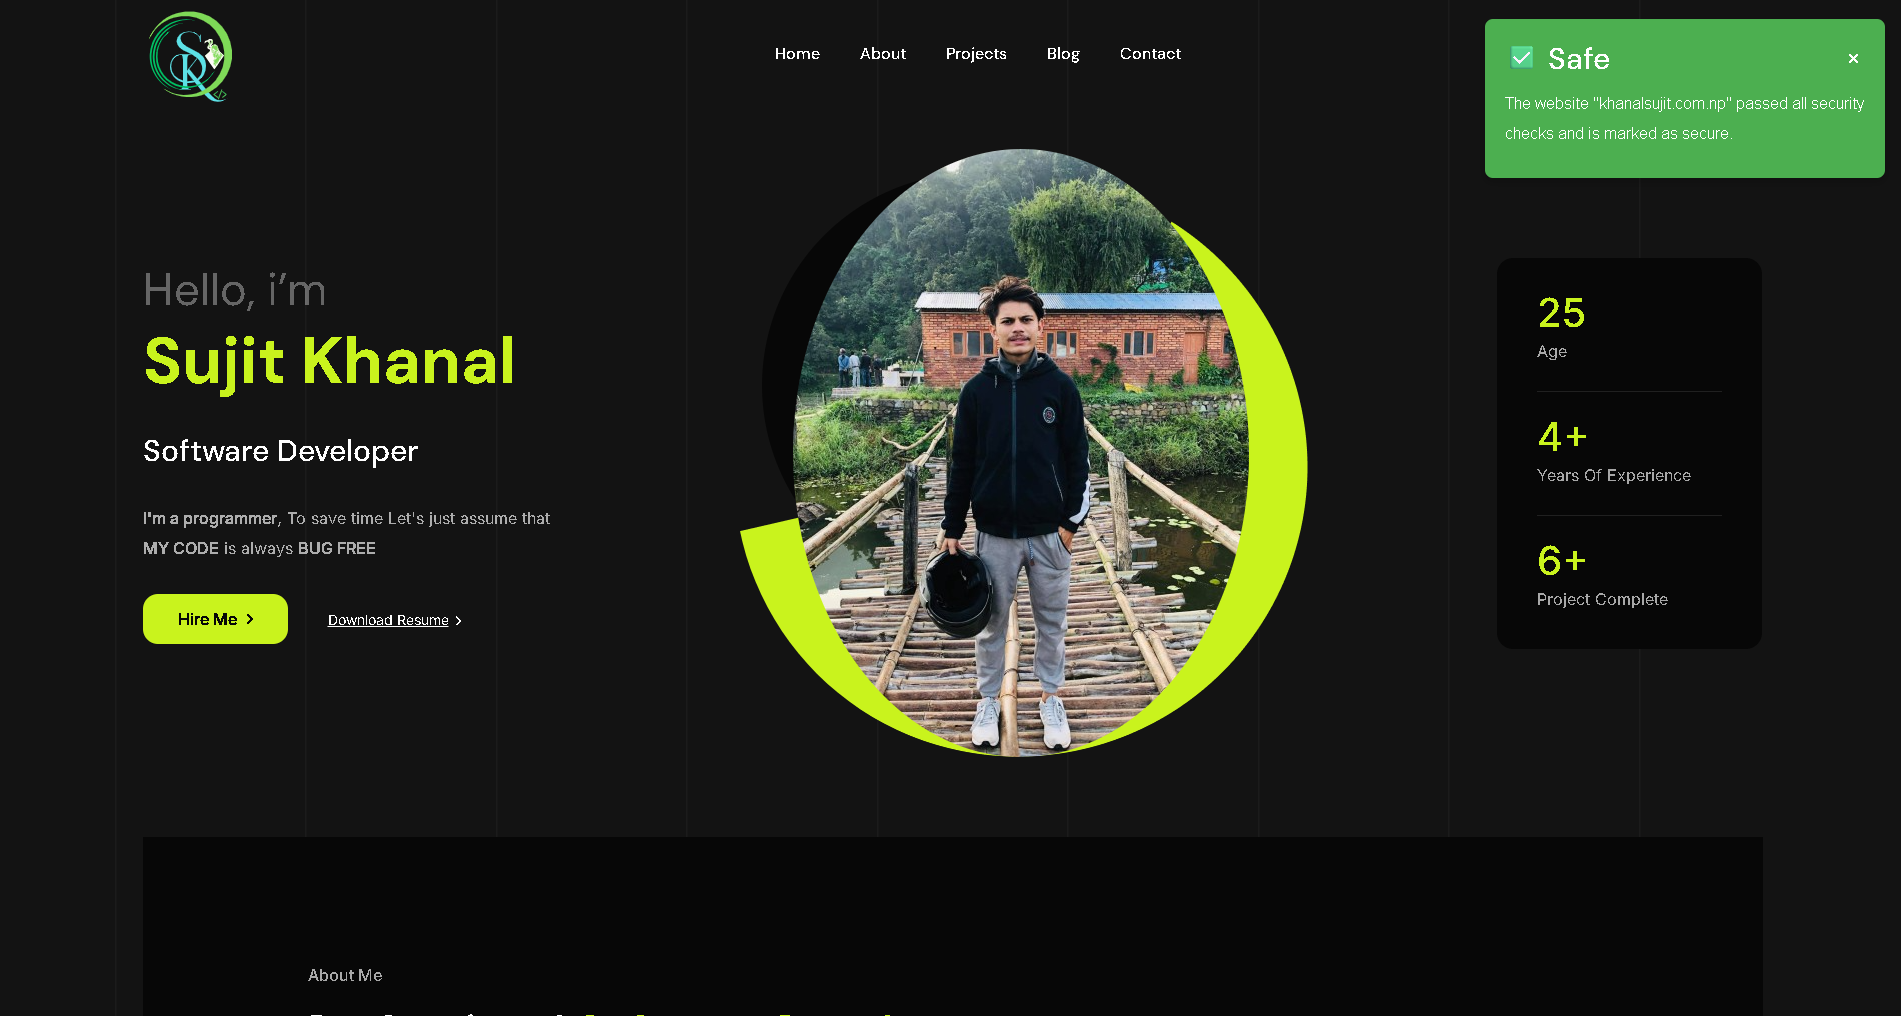 Home About Projects Blog Contact
Safe
The website "khanalsujit.com.np" passed all security
checks and is marked as secure.
Hello, i’m
Sujit Khanal
Software Developer
I'm a programmer, To save time Let's just assume that
MY CODE is always BUG FREE
Hire Me
Download Resume
25
Age
4+
Years Of Experience
6+
Project Complete
About Me